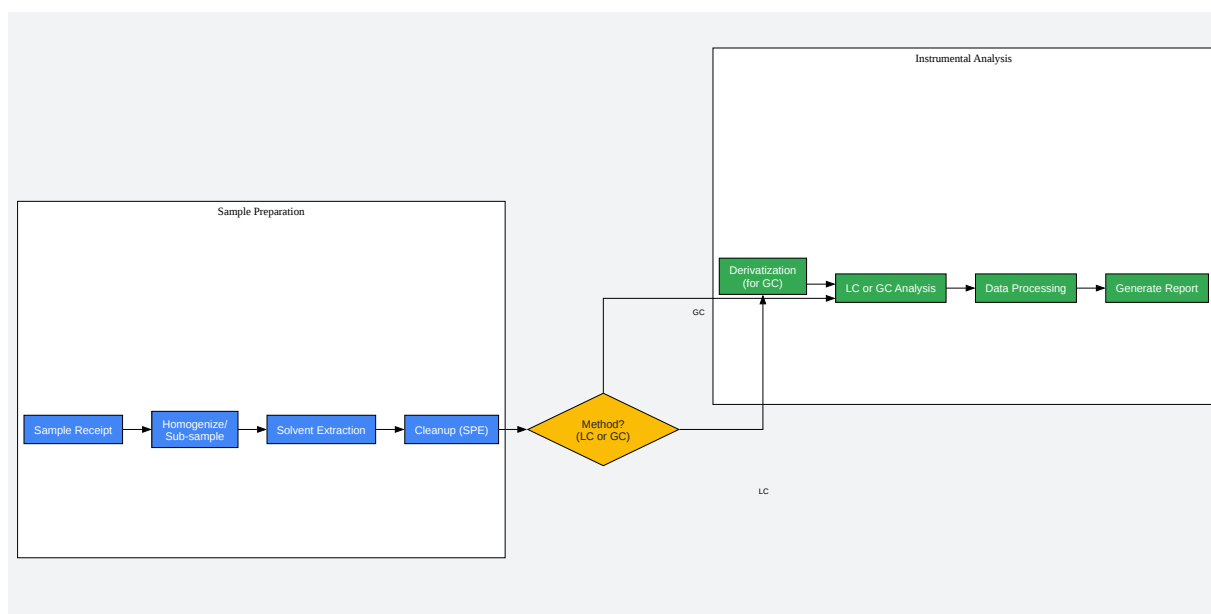 Instrumental Analysis
Sample Preparation
Derivatization
(for GC)
LC or GC Analysis
Data Processing
Generate Report
GC
Sample Receipt
Homogenize/
Sub-sample
Solvent Extraction
Cleanup (SPE)
Method?
(LC or GC)
LC